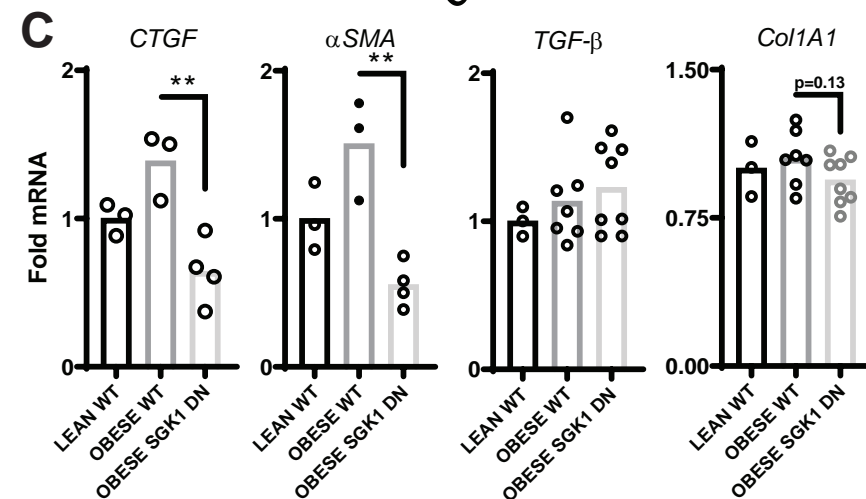 C
CTGF
αSMA
TGF-β
Col1A1
Fold mRNA
2
1
0
**
LEAN WT
OBESE WT
OBESE SGK1 DN
2
1
0
**
LEAN WT
OBESE WT
OBESE SGK1 DN
2
1
0
LEAN WT
OBESE WT
OBESE SGK1 DN
1.50
0.75
0.00
p=0.13
LEAN WT
OBESE WT
OBESE SGK1 DN